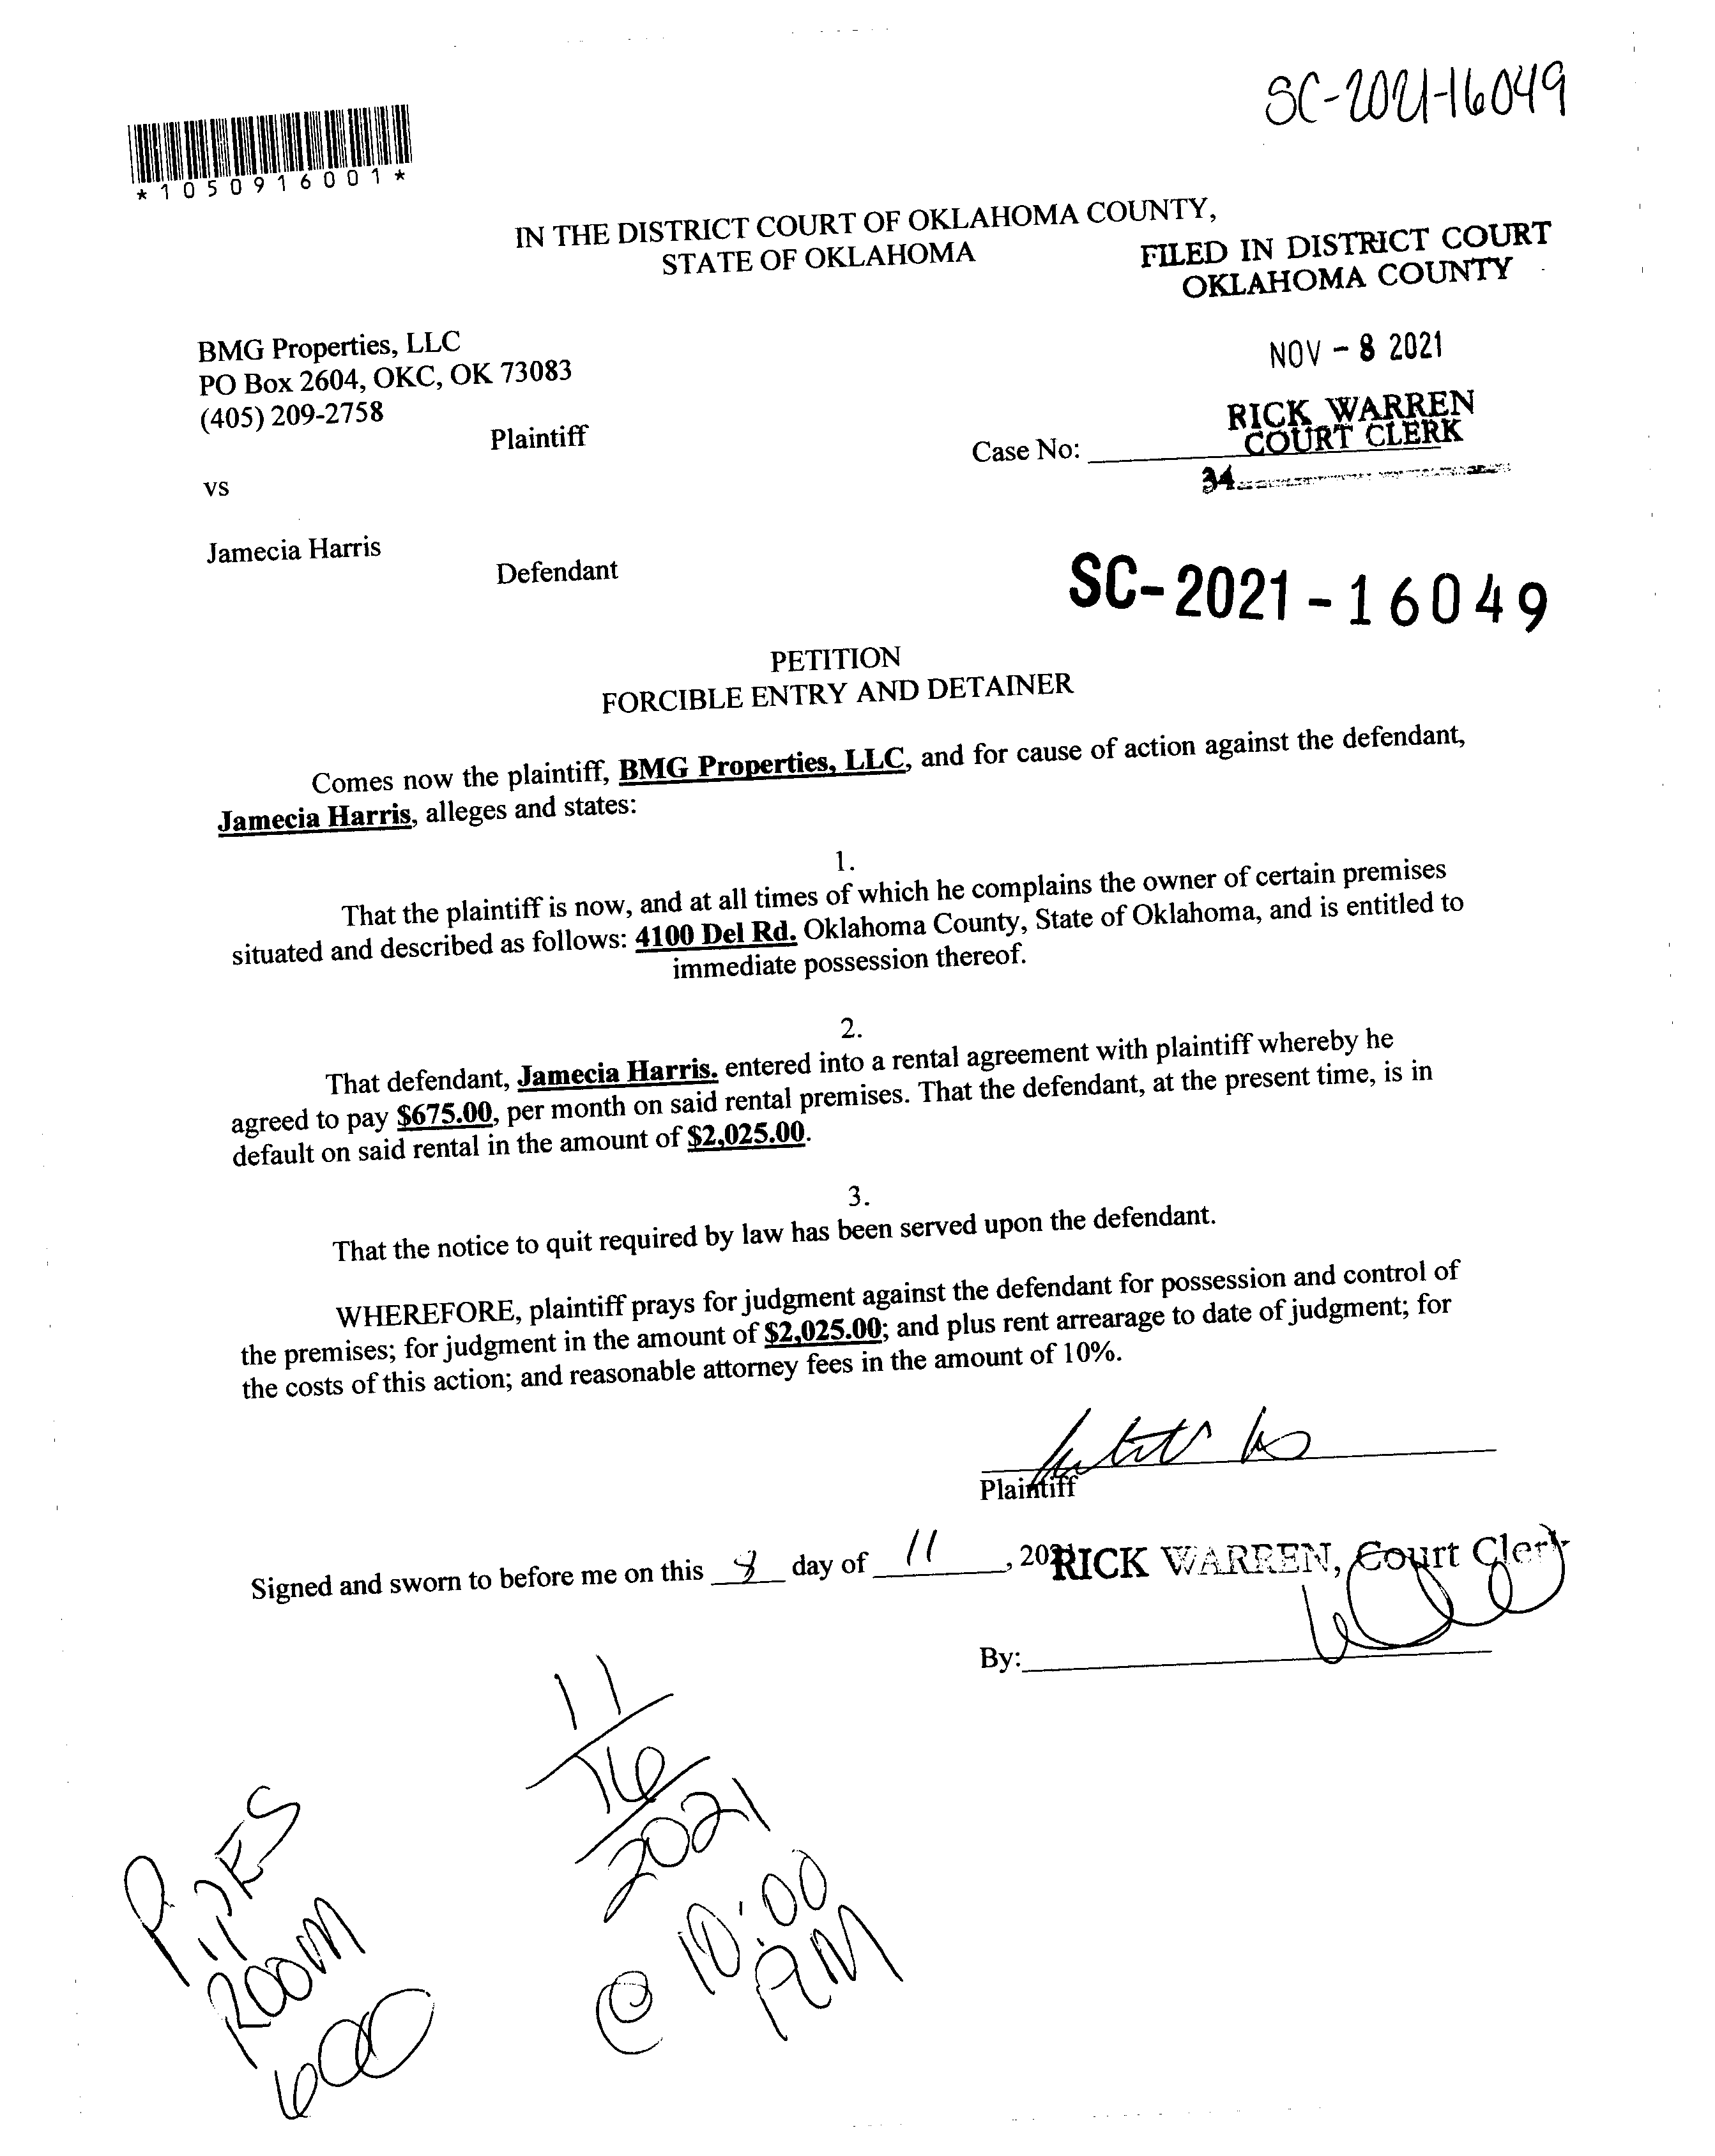 SC-2021-16049
*1050916001*
IN THE DISTRICT COURT OF OKLAHOMA COUNTY,
STATE OF OKLAHOMA
FILED IN DISTRICT COURT
OKLAHOMA COUNTY
BMG Properties, LLC
PO Box 2604, OKC, OK 73083
(405) 209-2758
Plaintiff
NOV - 8 2021
RICK WARREN
COURT CLERK
Case No:
34
vs
Jamecia Harris
Defendant
SC-2021-16049
PETITION
FORCIBLE ENTRY AND DETAINER
Comes now the plaintiff, BMG Properties, LLC, and for cause of action against the defendant,
Jamecia Harris, alleges and states:
1.
That the plaintiff is now, and at all times of which he complains the owner of certain premises
situated and described as follows: 4100 Del Rd. Oklahoma County, State of Oklahoma, and is entitled to
immediate possession thereof.
2.
That defendant, Jamecia Harris. entered into a rental agreement with plaintiff whereby he
agreed to pay $675.00, per month on said rental premises. That the defendant, at the present time, is in
default on said rental in the amount of $2,025.00.
3.
That the notice to quit required by law has been served upon the defendant.
WHEREFORE, plaintiff prays for judgment against the defendant for possession and control of
the premises; for judgment in the amount of $2,025.00; and plus rent arrearage to date of judgment; for
the costs of this action; and reasonable attorney fees in the amount of 10%.
Plaintiff
Signed and sworn to before me on this 8 day of 11, 20
RICK WARREN, Court Clerk
By:
11
16
2021
@ 10:00
AM
ROOM
600